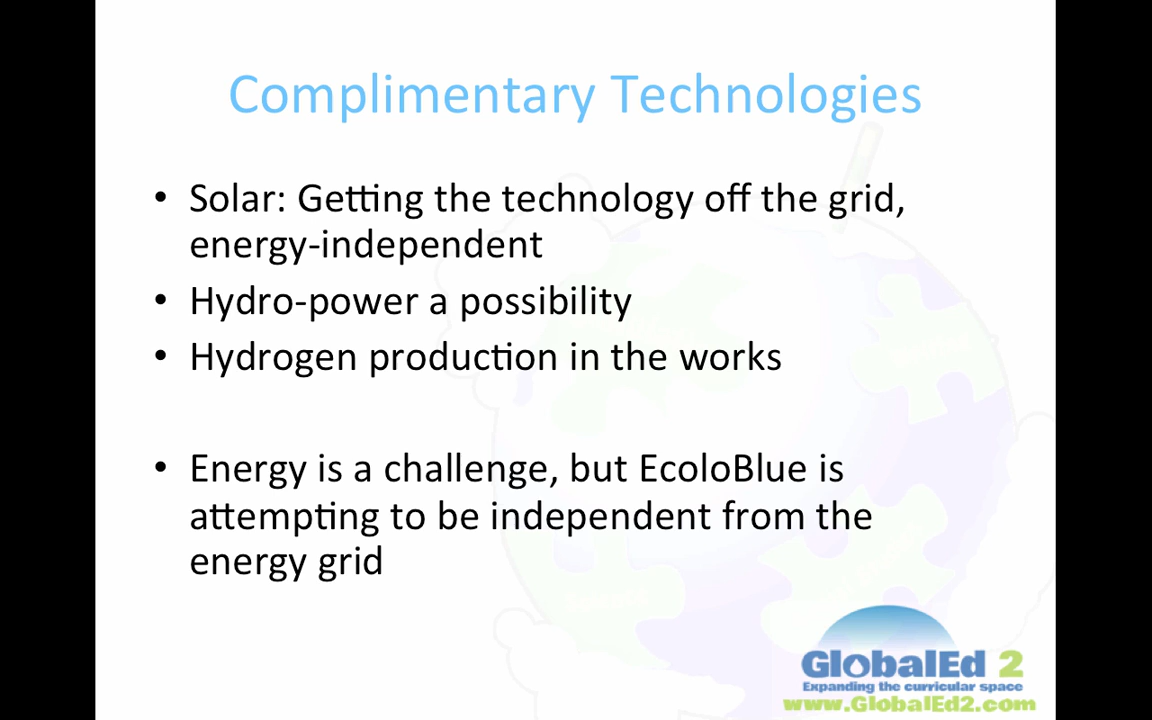 Complimentary Technologies
• Solar: Getting the technology off the grid,
energy-independent
• Hydro-power a possibility
• Hydrogen production in the works
• Energy is a challenge, but EcoloBlue is
attempting to be independent from the
energy grid
GlobalEd 2
Expanding the curricular space
www.GlobalEd2.com